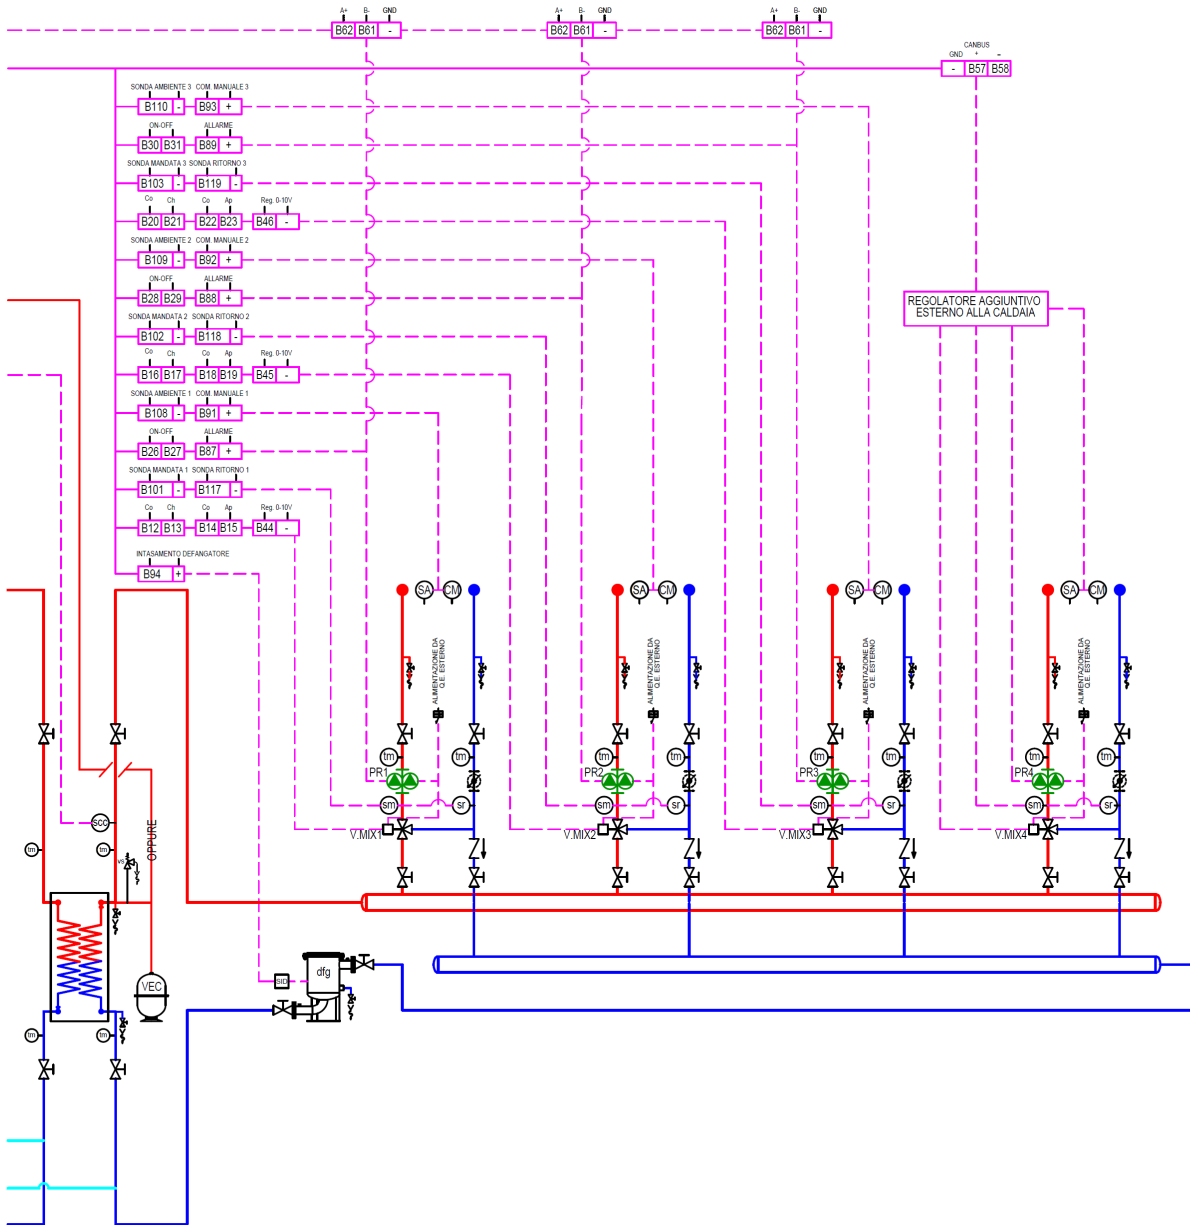 A+ B- GND
B62 B61 -
A+ B- GND
B62 B61 -
A+ B- GND
B62 B61 -
CANBUS
GND + -
- B57 B58
SONDA AMBIENTE 3 COM. MANUALE 3
B110 - B93 +
ON-OFF ALLARME
B30 B31 B89 +
SONDA MANDATA 3 SONDA RITORNO 3
B103 - B119 -
Co Ch Co Ap Reg. 0-10V
B20 B21 B22 B23 B46 -
SONDA AMBIENTE 2 COM. MANUALE 2
B109 - B92 +
ON-OFF ALLARME
B28 B29 B88 +
SONDA MANDATA 2 SONDA RITORNO 2
B102 - B118 -
Co Ch Co Ap Reg. 0-10V
B16 B17 B18 B19 B45 -
SONDA AMBIENTE 1 COM. MANUALE 1
B108 - B91 +
ON-OFF ALLARME
B26 B27 B87 +
SONDA MANDATA 1 SONDA RITORNO 1
B101 - B117 -
Co Ch Co Ap Reg. 0-10V
B12 B13 B14 B15 B44 -
INTASAMENTO DEFANGATORE
B94 +
REGOLATORE AGGIUNTIVO
ESTERNO ALLA CALDAIA
SA CM
SA CM
SA CM
SA CM
ALIMENTAZIONE DA
Q.E. ESTERNO
ALIMENTAZIONE DA
Q.E. ESTERNO
ALIMENTAZIONE DA
Q.E. ESTERNO
ALIMENTAZIONE DA
Q.E. ESTERNO
tm tm
tm tm
tm tm
tm tm
PR1
PR2
PR3
PR4
sm sr
sm sr
sm sr
sm sr
V.MIX1
V.MIX2
V.MIX3
V.MIX4
scc
OPPURE
tm tm
vs
VEC
SID
dfg
tm tm